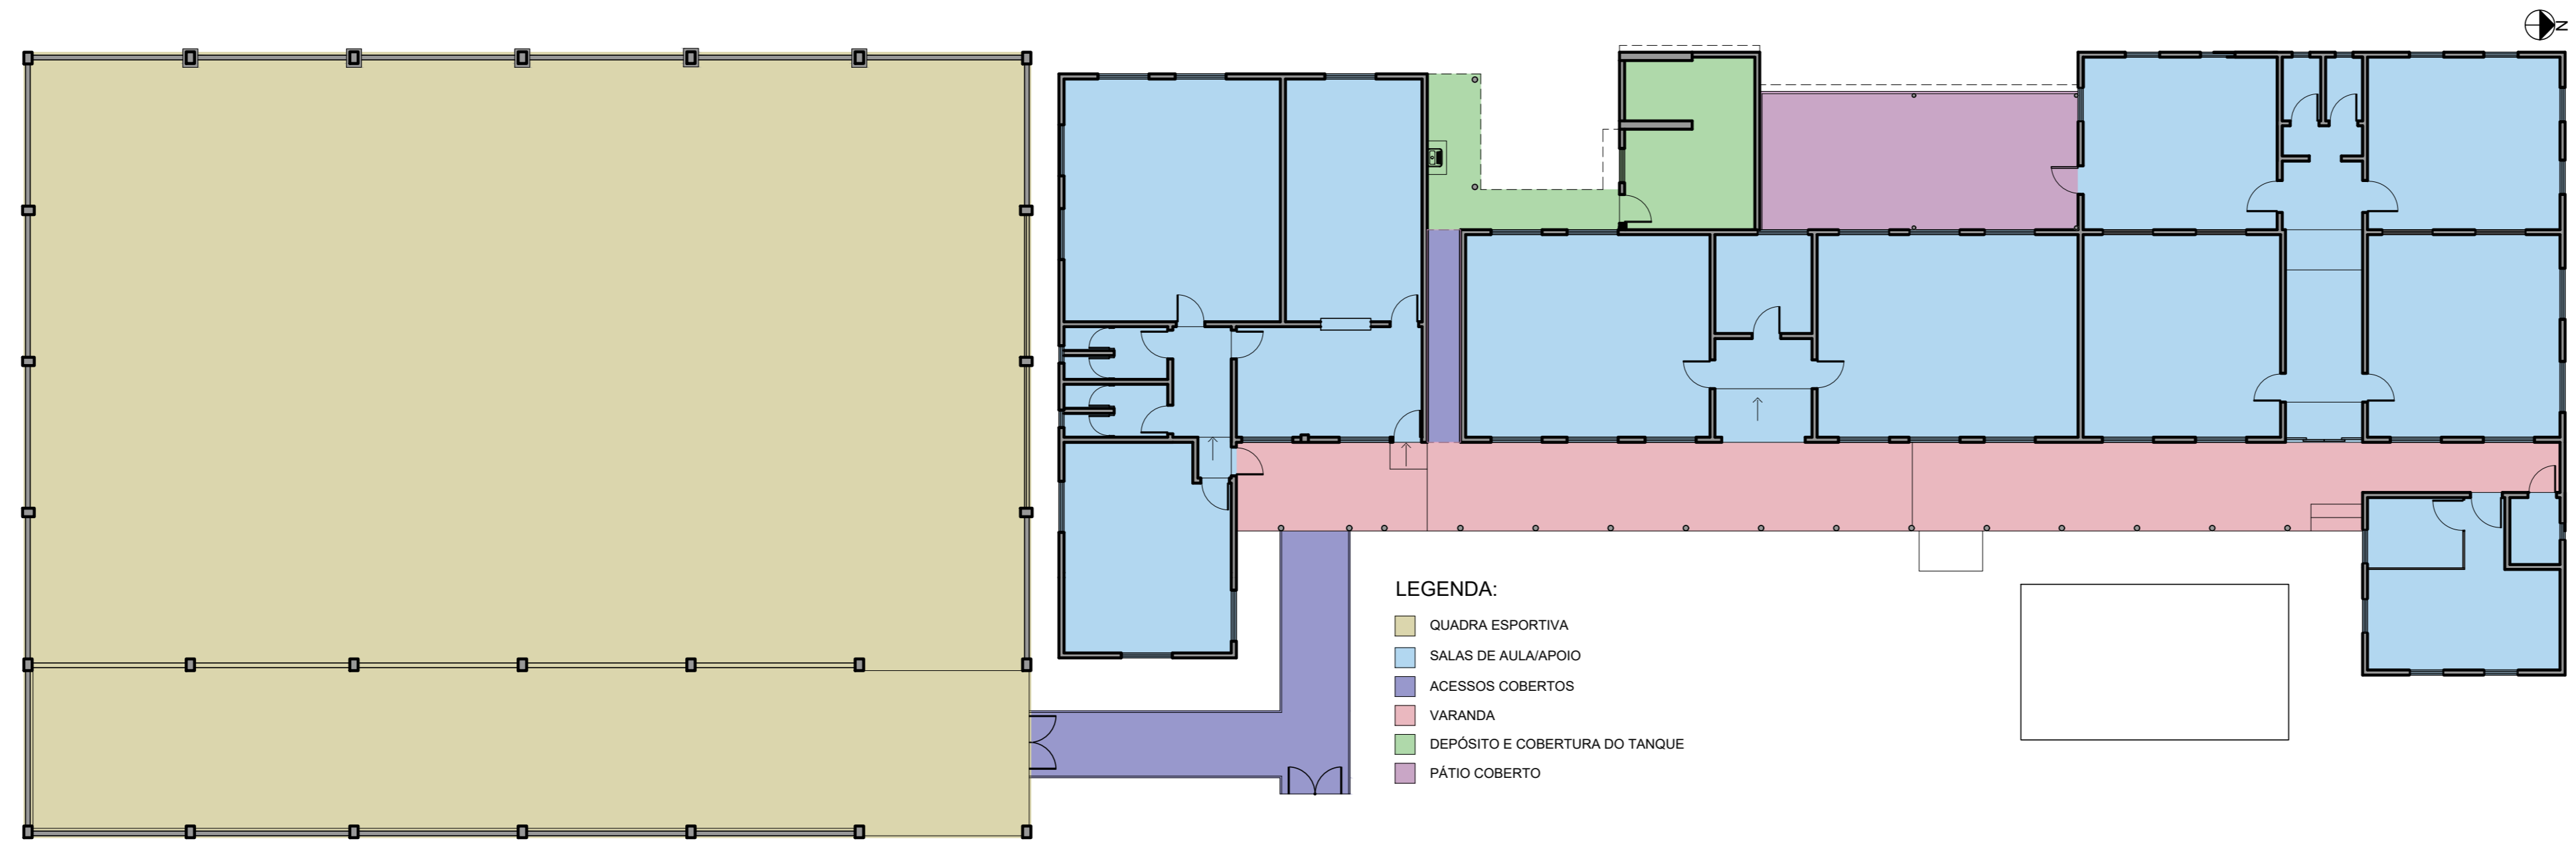 N
LEGENDA:
QUADRA ESPORTIVA
SALAS DE AULA/APOIO
ACESSOS COBERTOS
VARANDA
DEPÓSITO E COBERTURA DO TANQUE
PÁTIO COBERTO